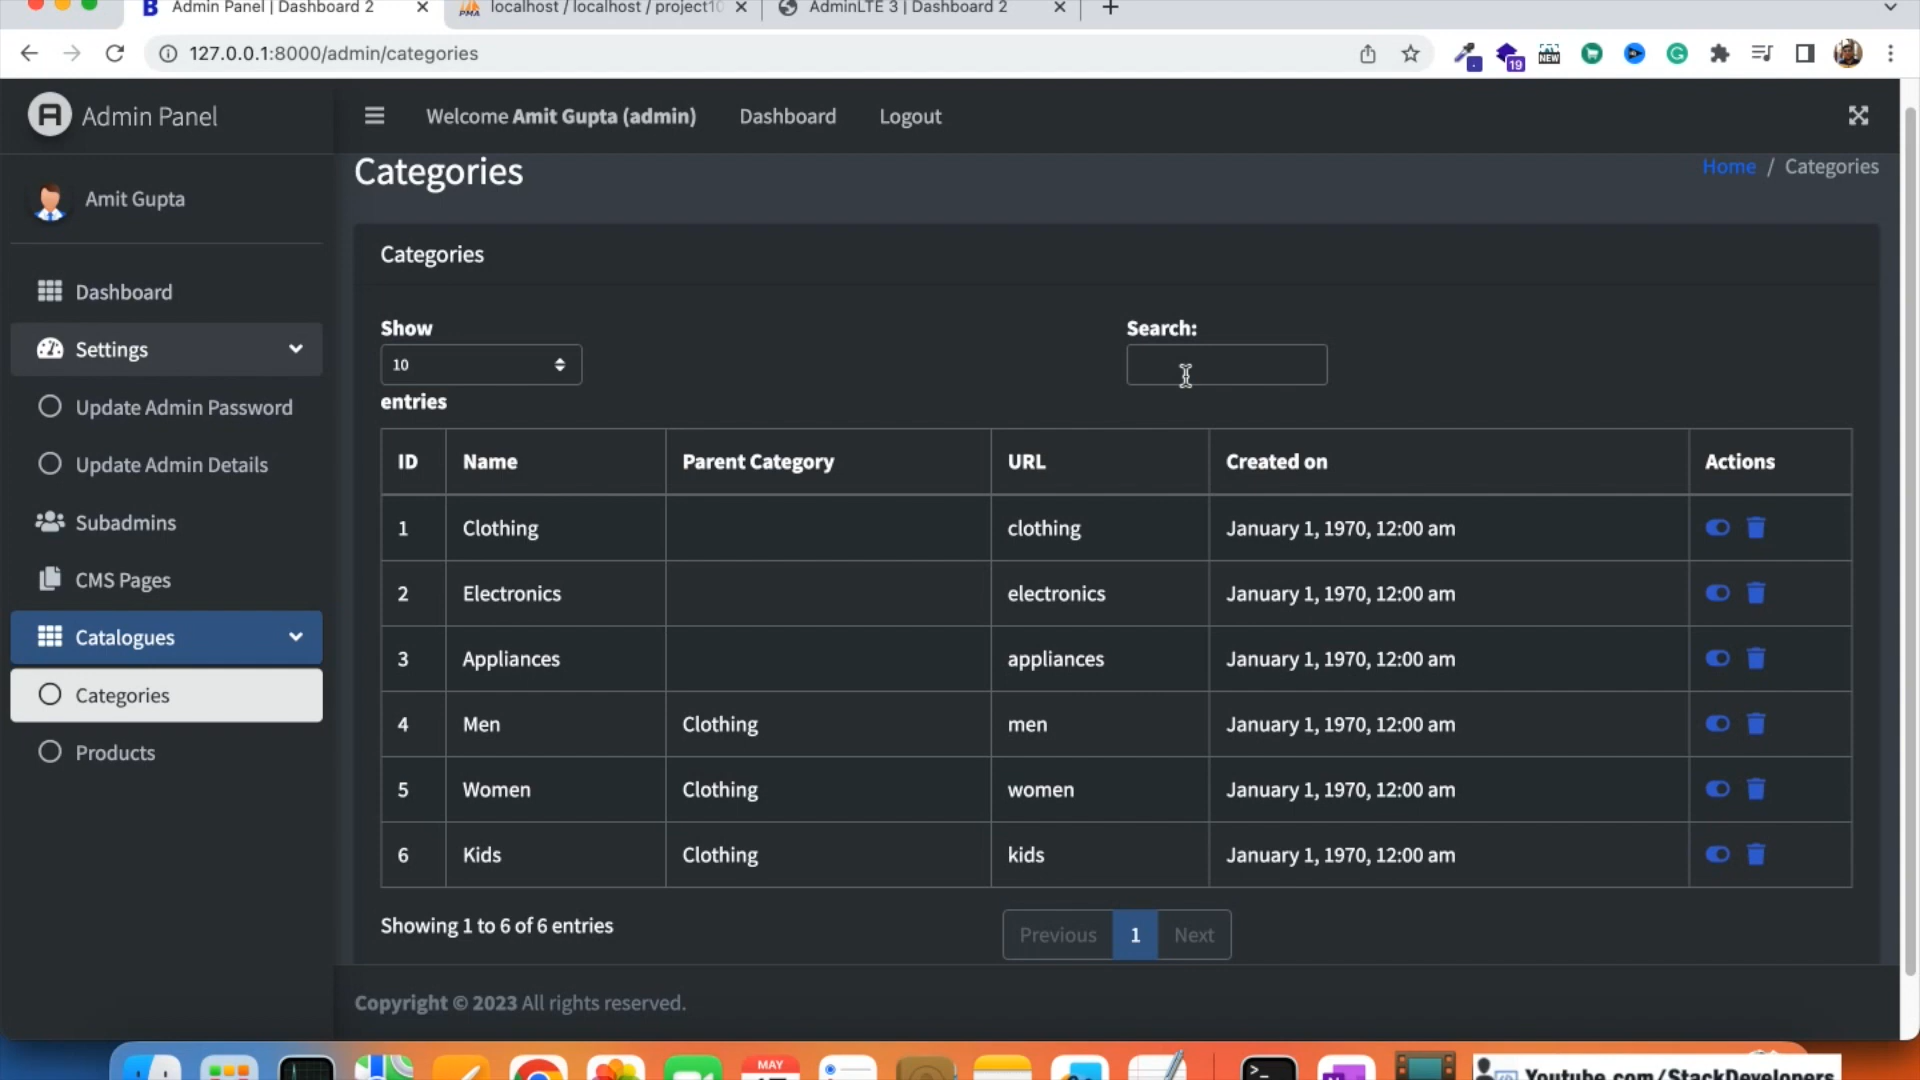 Admin Panel | Dashboard 2
localhost / localhost / project10
AdminLTE 3 | Dashboard 2
127.0.0.1:8000/admin/categories
19
NEW
Admin Panel
Welcome Amit Gupta (admin)
Dashboard
Logout
Categories
Home / Categories
Amit Gupta
Dashboard
Settings
Update Admin Password
Update Admin Details
Subadmins
CMS Pages
Catalogues
Categories
Products
Categories
Show
10
entries
Search:
ID Name Parent Category URL Created on Actions
1 Clothing clothing January 1, 1970, 12:00 am
2 Electronics electronics January 1, 1970, 12:00 am
3 Appliances appliances January 1, 1970, 12:00 am
4 Men Clothing men January 1, 1970, 12:00 am
5 Women Clothing women January 1, 1970, 12:00 am
6 Kids Clothing kids January 1, 1970, 12:00 am
Showing 1 to 6 of 6 entries
Previous 1 Next
Copyright © 2023 All rights reserved.
MAY
Youtube.com/StackDevelopers